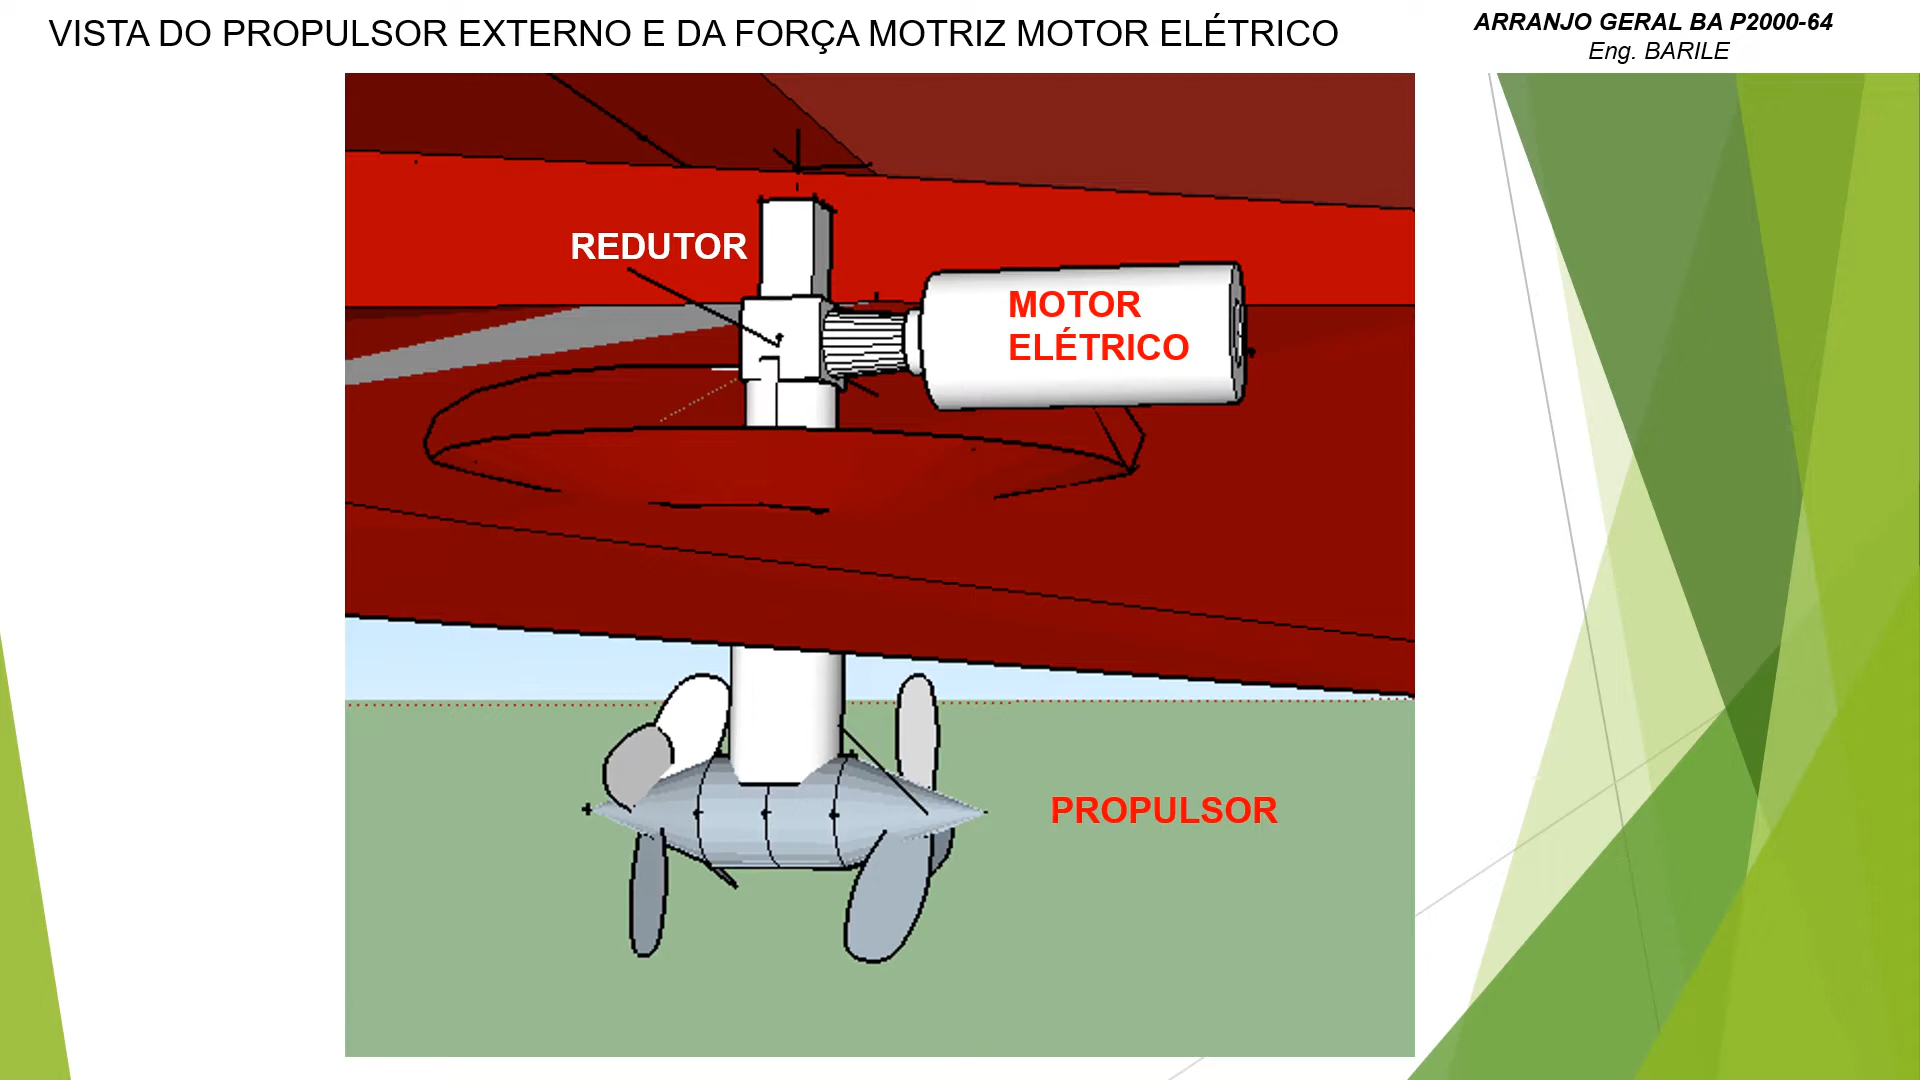 VISTA DO PROPULSOR EXTERNO E DA FORÇA MOTRIZ MOTOR ELÉTRICO
ARRANJO GERAL BA P2000-64
Eng. BARILE
REDUTOR
MOTOR
ELÉTRICO
PROPULSOR